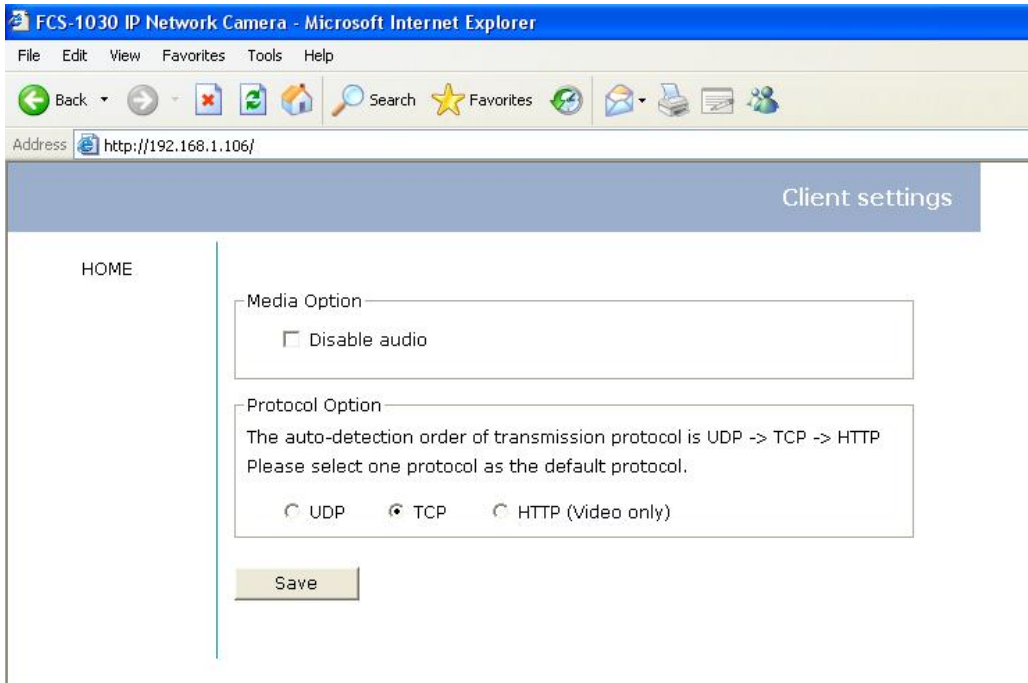 FCS-1030 IP Network Camera - Microsoft Internet Explorer
File Edit View Favorites Tools Help
Back Search Favorites
Address http://192.168.1.106/
Client settings
HOME
Media Option
Disable audio
Protocol Option
The auto-detection order of transmission protocol is UDP -> TCP -> HTTP
Please select one protocol as the default protocol.
UDP TCP HTTP (Video only)
Save